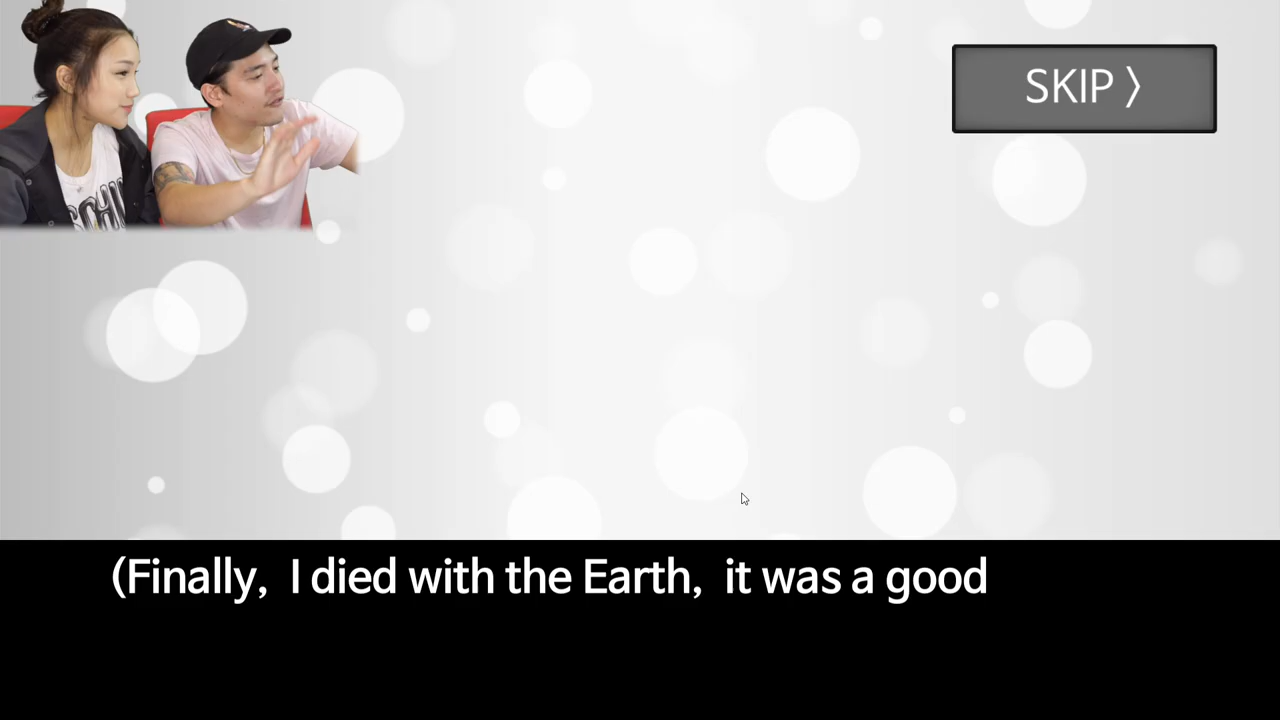 SKIP 〉
(Finally, I died with the Earth, it was a good